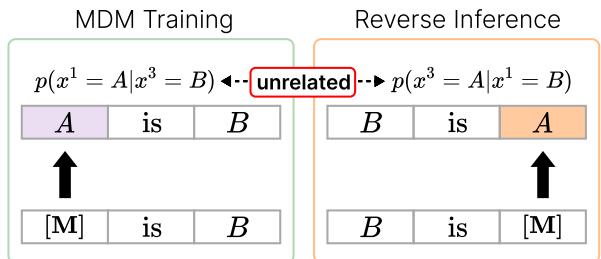 MDM Training
p(x¹ = A|x³ = B)
A is B
[M] is B
unrelated
Reverse Inference
p(x³ = A|x¹ = B)
B is A
B is [M]